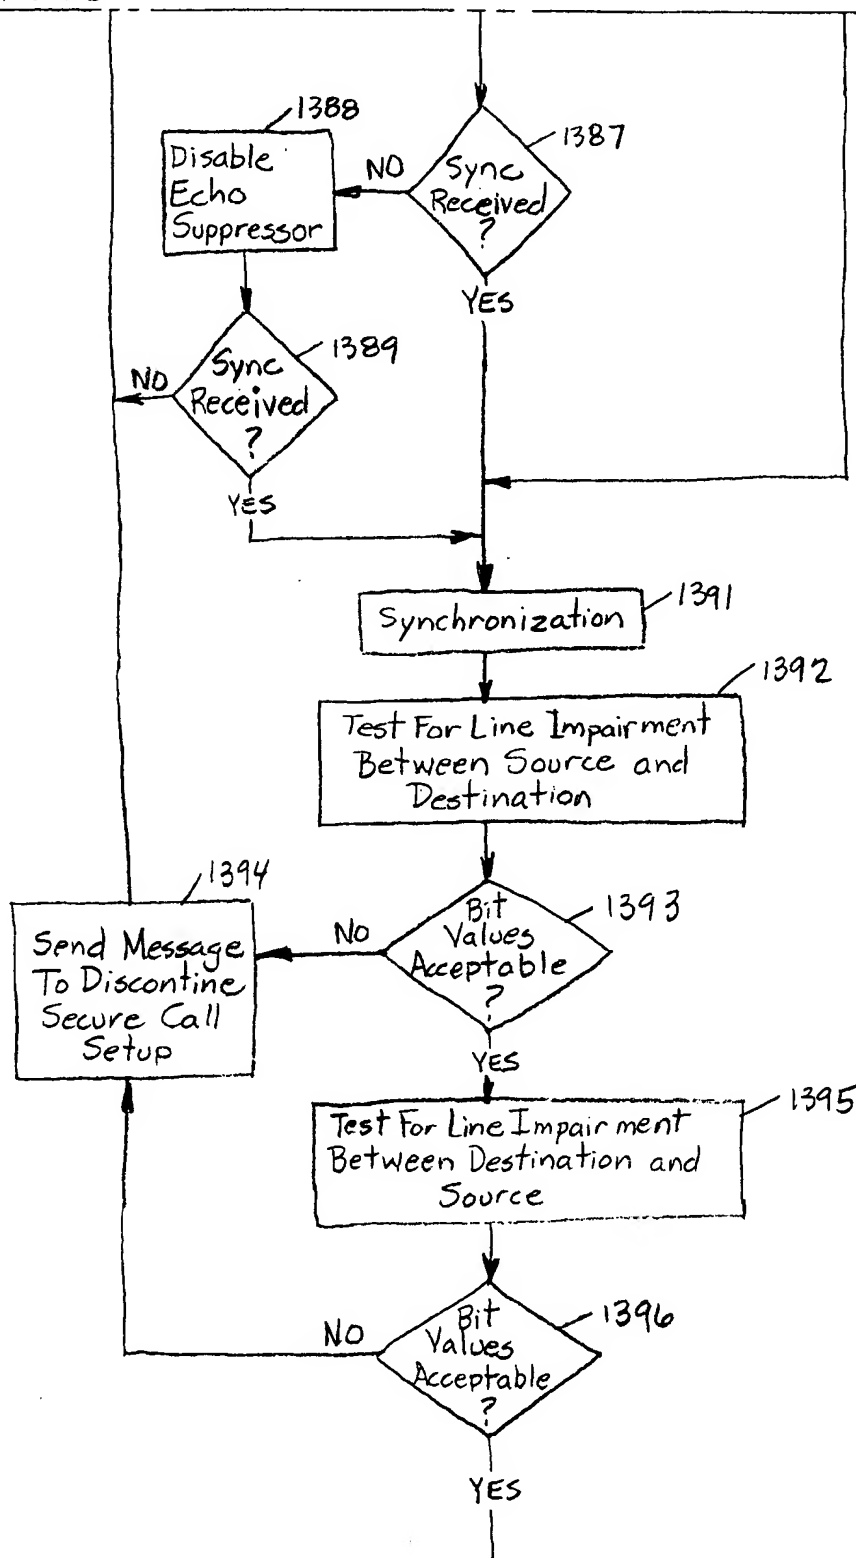 1388
Disable
Echo
Suppressor
NO
1387
Sync
Received
?
YES
1389
Sync
Received
?
NO
YES
1391
Synchronization
1392
Test For Line Impairment
Between Source and
Destination
1394
Send Message
To Discontine
Secure Call
Setup
NO
1393
Bit
Values
Acceptable
?
YES
1395
Test For Line Impairment
Between Destination and
Source
1396
Bit
Values
Acceptable
?
NO
YES